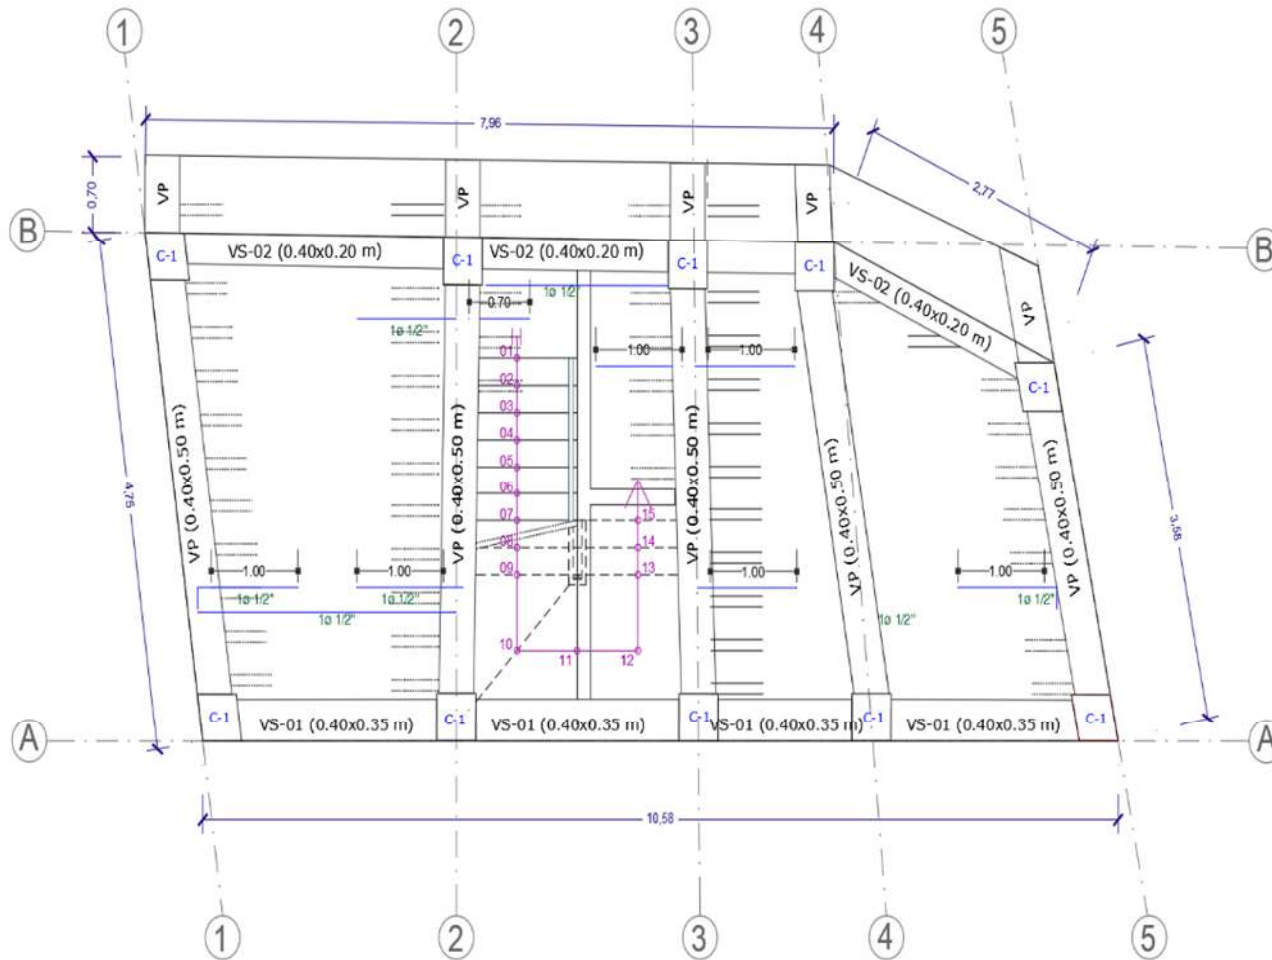 1
2
3
4
5
7,96
2,77
0,70
VP
VP
VP
VP
B
B
C-1
VS-02 (0.40x0.20 m)
C-1
VS-02 (0.40x0.20 m)
C-1
C-1
VS-02 (0.40x0.20 m)
VP
1ø 1/2"
0.70
1ø 1/2"
01
1.00
1.00
02
C-1
03
04
05
06
07
08
09
15
14
13
4,75
VP (0.40x0.50 m)
VP (0.40x0.50 m)
VP (0.40x0.50 m)
VP (0.40x0.50 m)
VP (0.40x0.50 m)
3,58
1.00
1.00
1.00
1.00
1ø 1/2"
1ø 1/2"
1ø 1/2"
1ø 1/2"
1ø 1/2"
10
11
12
C-1
VS-01 (0.40x0.35 m)
C-1
VS-01 (0.40x0.35 m)
C-1
VS-01 (0.40x0.35 m)
C-1
VS-01 (0.40x0.35 m)
C-1
A
A
10,58
1
2
3
4
5